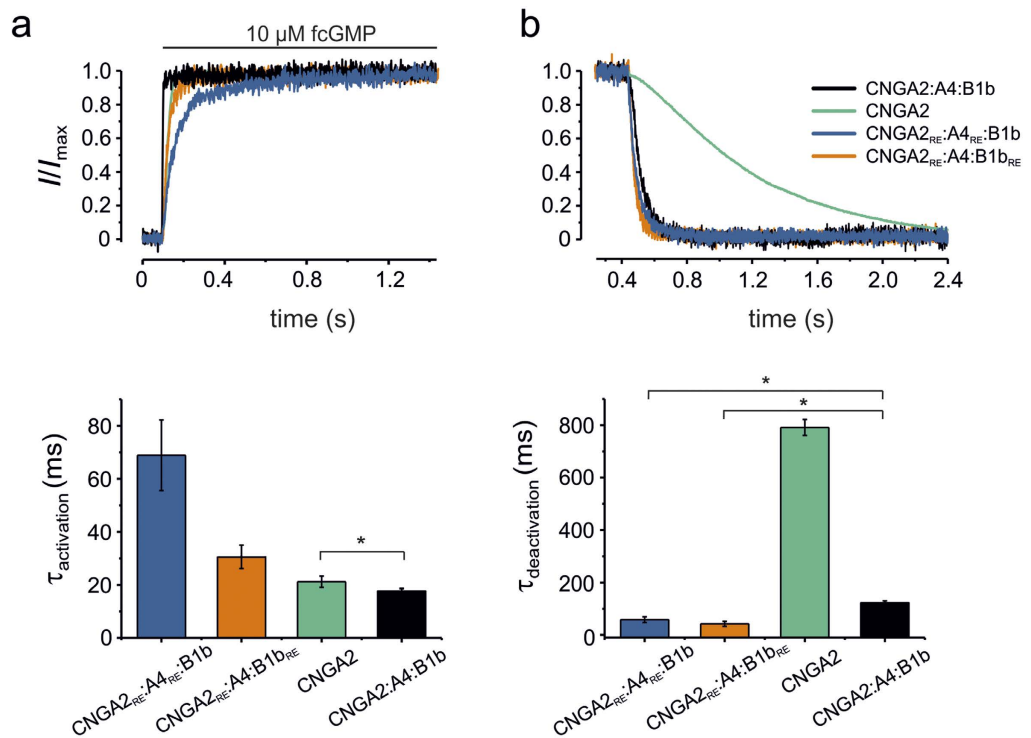 a
10 µM fcGMP
1.0
0.8
0.6
0.4
0.2
0
I/Imax
0 0.4 0.8 1.2
time (s)
b
1.0
0.8
0.6
0.4
0.2
0
0.4 0.8 1.2 1.6 2.0 2.4
time (s)
CNGA2:A4:B1b
CNGA2
CNGA2RE:A4RE:B1b
CNGA2RE:A4:B1bRE
80
60
40
20
0
τactivation (ms)
*
CNGA2RE:A4RE:B1b
CNGA2RE:A4:B1bRE
CNGA2
CNGA2:A4:B1b
800
600
400
200
0
τdeactivation (ms)
*
*
CNGA2RE:A4RE:B1b
CNGA2RE:A4:B1bRE
CNGA2
CNGA2:A4:B1b